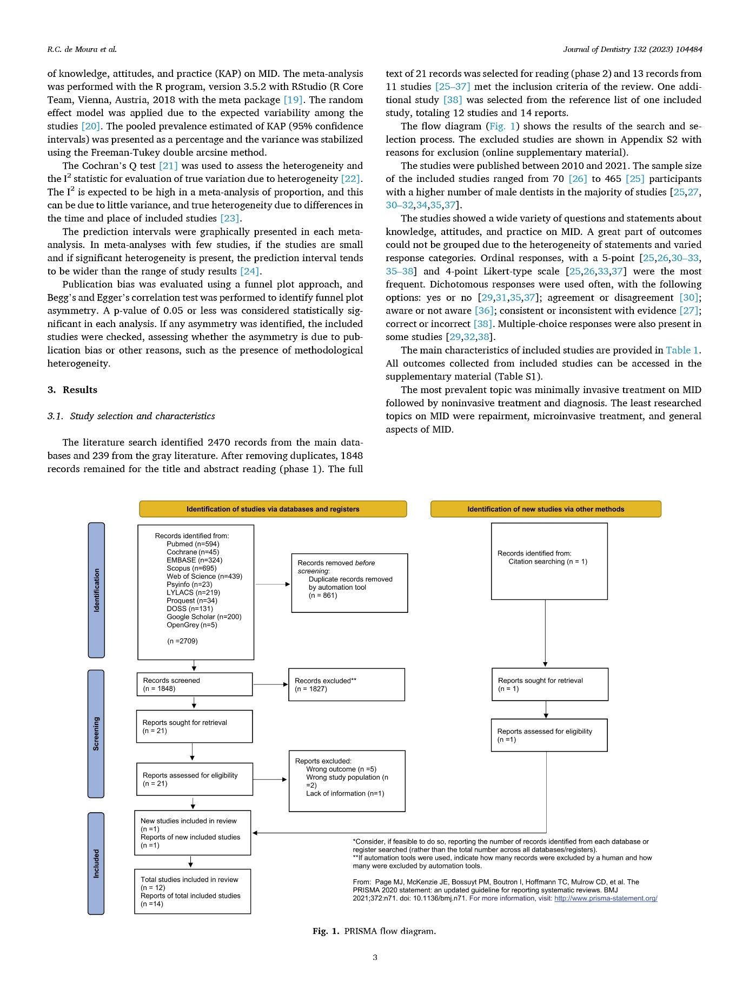 R.C. de Moura et al.
Journal of Dentistry 132 (2023) 104484
of knowledge, attitudes, and practice (KAP) on MID. The meta-analysis
was performed with the R program, version 3.5.2 with RStudio (R Core
Team, Vienna, Austria, 2018 with the meta package [19]. The random
effect model was applied due to the expected variability among the
studies [20]. The pooled prevalence estimated of KAP (95% confidence
intervals) was presented as a percentage and the variance was stabilized
using the Freeman-Tukey double arcsine method.
The Cochran's Q test [21] was used to assess the heterogeneity and
the I² statistic for evaluation of true variation due to heterogeneity [22].
The I² is expected to be high in a meta-analysis of proportion, and this
can be due to little variance, and true heterogeneity due to differences in
the time and place of included studies [23].
The prediction intervals were graphically presented in each meta-
analysis. In meta-analyses with few studies, if the studies are small
and if significant heterogeneity is present, the prediction interval tends
to be wider than the range of study results [24].
Publication bias was evaluated using a funnel plot approach, and
Begg's and Egger's correlation test was performed to identify funnel plot
asymmetry. A p-value of 0.05 or less was considered statistically sig-
nificant in each analysis. If any asymmetry was identified, the included
studies were checked, assessing whether the asymmetry is due to pub-
lication bias or other reasons, such as the presence of methodological
heterogeneity.
3. Results
3.1. Study selection and characteristics
The literature search identified 2470 records from the main data-
bases and 239 from the gray literature. After removing duplicates, 1848
records remained for the title and abstract reading (phase 1). The full
text of 21 records was selected for reading (phase 2) and 13 records from
11 studies [25–37] met the inclusion criteria of the review. One addi-
tional study [38] was selected from the reference list of one included
study, totaling 12 studies and 14 reports.
The flow diagram (Fig. 1) shows the results of the search and se-
lection process. The excluded studies are shown in Appendix S2 with
reasons for exclusion (online supplementary material).
The studies were published between 2010 and 2021. The sample size
of the included studies ranged from 70 [26] to 465 [25] participants
with a higher number of male dentists in the majority of studies [25,27,
30–32,34,35,37].
The studies showed a wide variety of questions and statements about
knowledge, attitudes, and practice on MID. A great part of outcomes
could not be grouped due to the heterogeneity of statements and varied
response categories. Ordinal responses, with a 5-point [25,26,30–33,
35–38] and 4-point Likert-type scale [25,26,33,37] were the most
frequent. Dichotomous responses were used often, with the following
options: yes or no [29,31,35,37]; agreement or disagreement [30];
aware or not aware [36]; consistent or inconsistent with evidence [27];
correct or incorrect [38]. Multiple-choice responses were also present in
some studies [29,32,38].
The main characteristics of included studies are provided in Table 1.
All outcomes collected from included studies can be accessed in the
supplementary material (Table S1).
The most prevalent topic was minimally invasive treatment on MID
followed by noninvasive treatment and diagnosis. The least researched
topics on MID were repairment, microinvasive treatment, and general
aspects of MID.
Identification of studies via databases and registers
Identification of new studies via other methods
Identification
Records identified from:
Pubmed (n=594)
Cochrane (n=45)
EMBASE (n=324)
Scopus (n=695)
Web of Science (n=439)
Psyinfo (n=23)
LYLACS (n=219)
Proquest (n=34)
DOSS (n=131)
Google Scholar (n=200)
OpenGrey (n=5)
(n =2709)
Records removed before
screening:
Duplicate records removed
by automation tool
(n = 861)
Records identified from:
Citation searching (n = 1)
Screening
Records screened
(n = 1848)
Records excluded**
(n = 1827)
Reports sought for retrieval
(n = 1)
Reports sought for retrieval
(n = 21)
Reports assessed for eligibility
(n =1)
Reports assessed for eligibility
(n = 21)
Reports excluded:
Wrong outcome (n =5)
Wrong study population (n
=2)
Lack of information (n=1)
Included
New studies included in review
(n =1)
Reports of new included studies
(n =1)
Total studies included in review
(n = 12)
Reports of total included studies
(n =14)
*Consider, if feasible to do so, reporting the number of records identified from each database or
register searched (rather than the total number across all databases/registers).
**If automation tools were used, indicate how many records were excluded by a human and how
many were excluded by automation tools.
From: Page MJ, McKenzie JE, Bossuyt PM, Boutron I, Hoffmann TC, Mulrow CD, et al. The
PRISMA 2020 statement: an updated guideline for reporting systematic reviews. BMJ
2021;372:n71. doi: 10.1136/bmj.n71. For more information, visit: http://www.prisma-statement.org/
Fig. 1. PRISMA flow diagram.
3